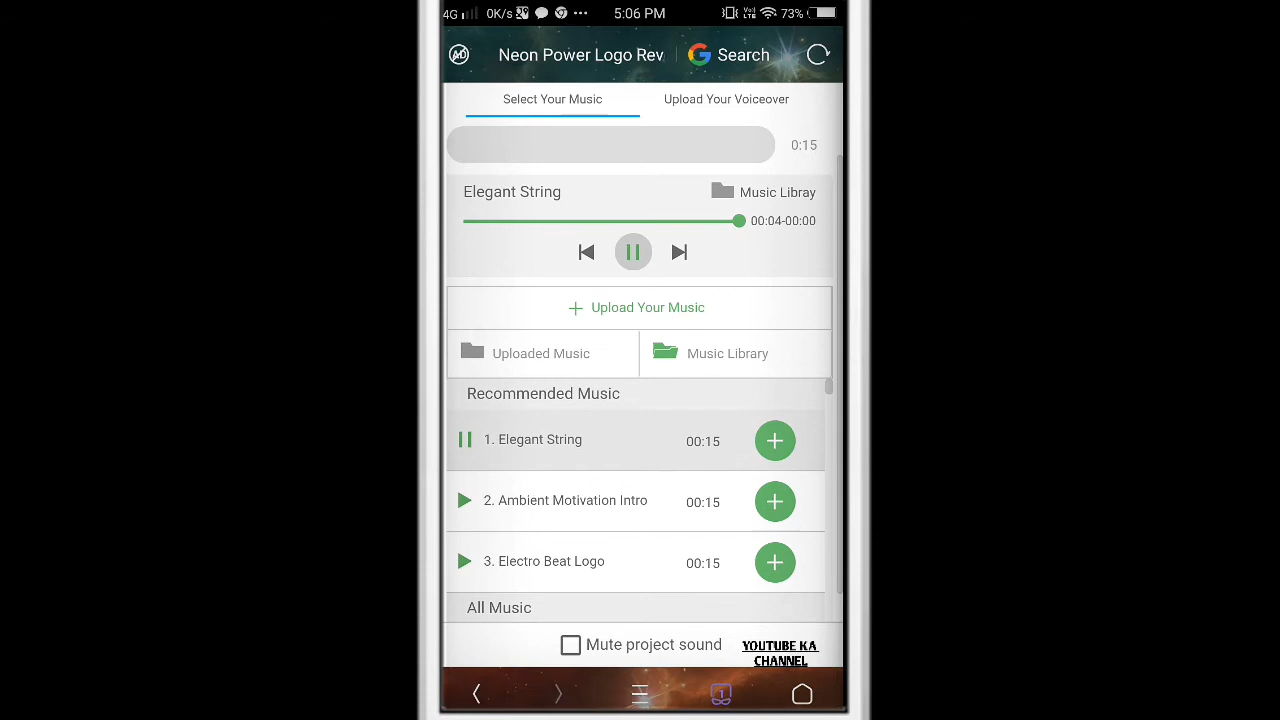 4G 0K/s 5:06 PM 73%
Neon Power Logo Rev Search
Select Your Music Upload Your Voiceover
0:15
Elegant String Music Libray
00:04-00:00
+ Upload Your Music
Uploaded Music Music Library
Recommended Music
1. Elegant String 00:15
2. Ambient Motivation Intro 00:15
3. Electro Beat Logo 00:15
All Music
Mute project sound
YOUTUBE KA
CHANNEL
1